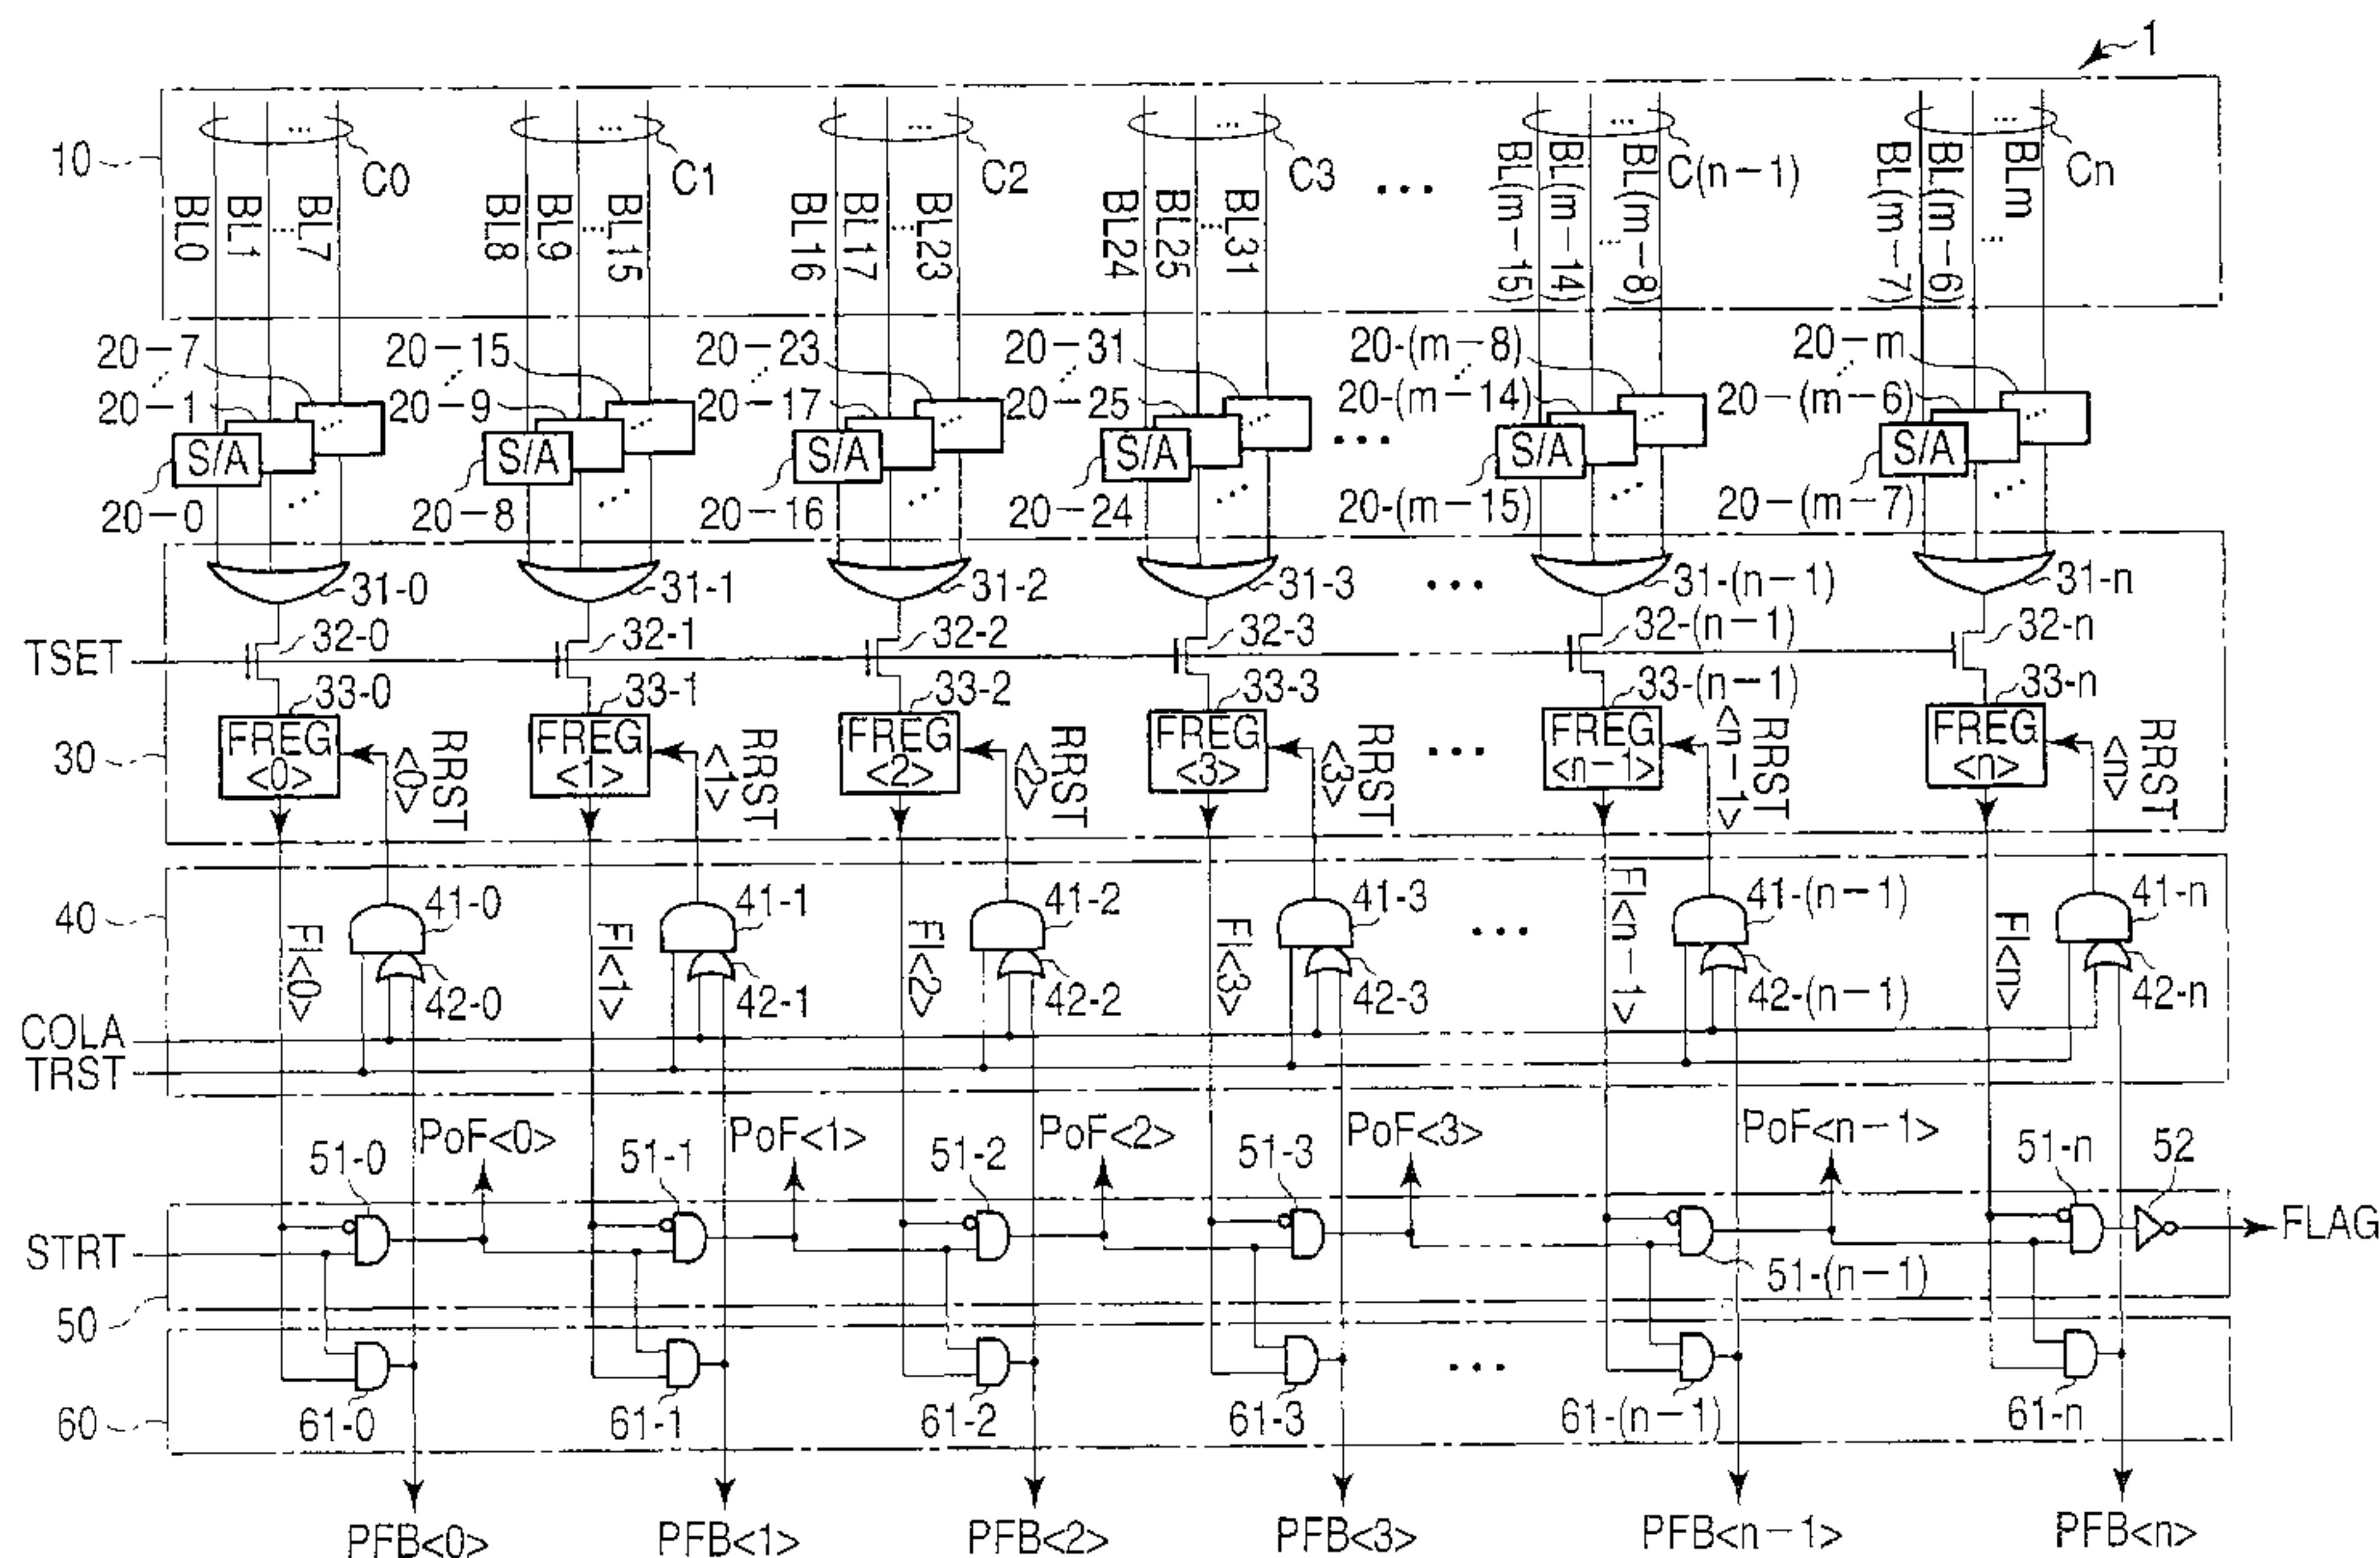 1
10
C0 C1 C2 C3 ... C(n−1) Cn
BL0 BL1 ... BL7 BL8 BL9 ... BL15 BL16 BL17 ... BL23 BL24 BL25 ... BL31 BL(m−15) BL(m−14) ... BL(m−8) BL(m−7) BL(m−6) ... BLm
20−7 20−15 20−23 20−31 20-(m−8) 20−m
20−1 20−9 20−17 20−25 20-(m−14) 20−(m−6)
S/A S/A S/A S/A ... S/A S/A
20−0 20−8 20−16 20−24 20-(m−15) 20−(m−7)
31-0 31-1 31-2 31-3 ... 31-(n−1) 31-n
TSET 32-0 32-1 32-2 32-3 32-(n−1) 32-n
33-0 33-1 33-2 33-3 33-(n−1) 33-n
30
FREG <0> FREG <1> FREG <2> FREG <3> ... FREG <n−1> FREG <n>
RRST <0> RRST <1> RRST <2> RRST <3> RRST <n−1> RRST <n>
40
41-0 41-1 41-2 41-3 ... 41-(n−1) 41-n
FI<0> FI<1> FI<2> FI<3> FI<n−1> FI<n>
42-0 42-1 42-2 42-3 42-(n−1) 42-n
COLA
TRST
PoF<0> PoF<1> PoF<2> PoF<3> PoF<n−1>
51-0 51-1 51-2 51-3 51-n 52
FLAG
STRT
51-(n−1)
50
60
61-0 61-1 61-2 61-3 ... 61-(n−1) 61-n
PFB<0> PFB<1> PFB<2> PFB<3> PFB<n−1> PFB<n>